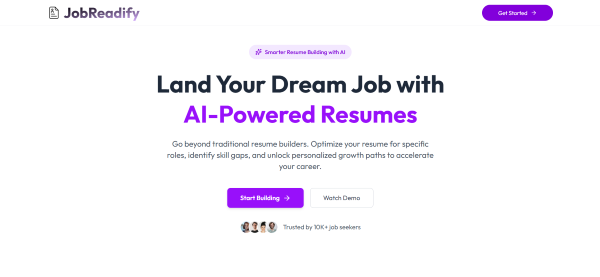 JobReadify
Get Started
Smarter Resume Building with AI
Land Your Dream Job with
AI-Powered Resumes
Go beyond traditional resume builders. Optimize your resume for specific
roles, identify skill gaps, and unlock personalized growth paths to accelerate
your career.
Start Building
Watch Demo
Trusted by 10K+ job seekers